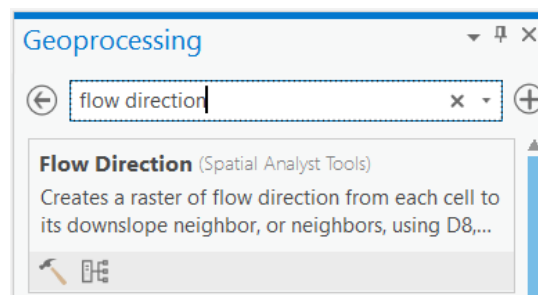 Geoprocessing
flow direction
Flow Direction (Spatial Analyst Tools)
Creates a raster of flow direction from each cell to
its downslope neighbor, or neighbors, using D8,...